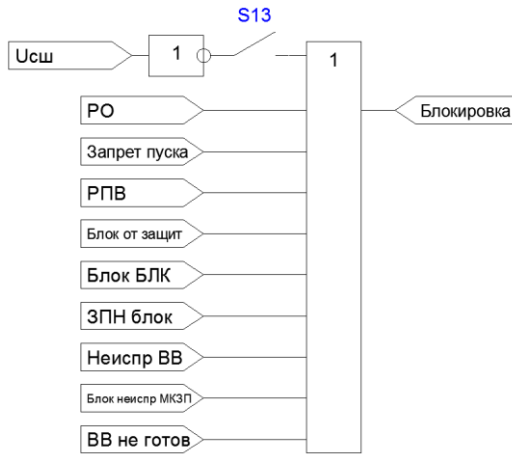 S13
Uсш
1
1
РО
Блокировка
Запрет пуска
РПВ
Блок от защит
Блок БЛК
ЗПН блок
Неиспр ВВ
Блок неиспр МКЗП
ВВ не готов